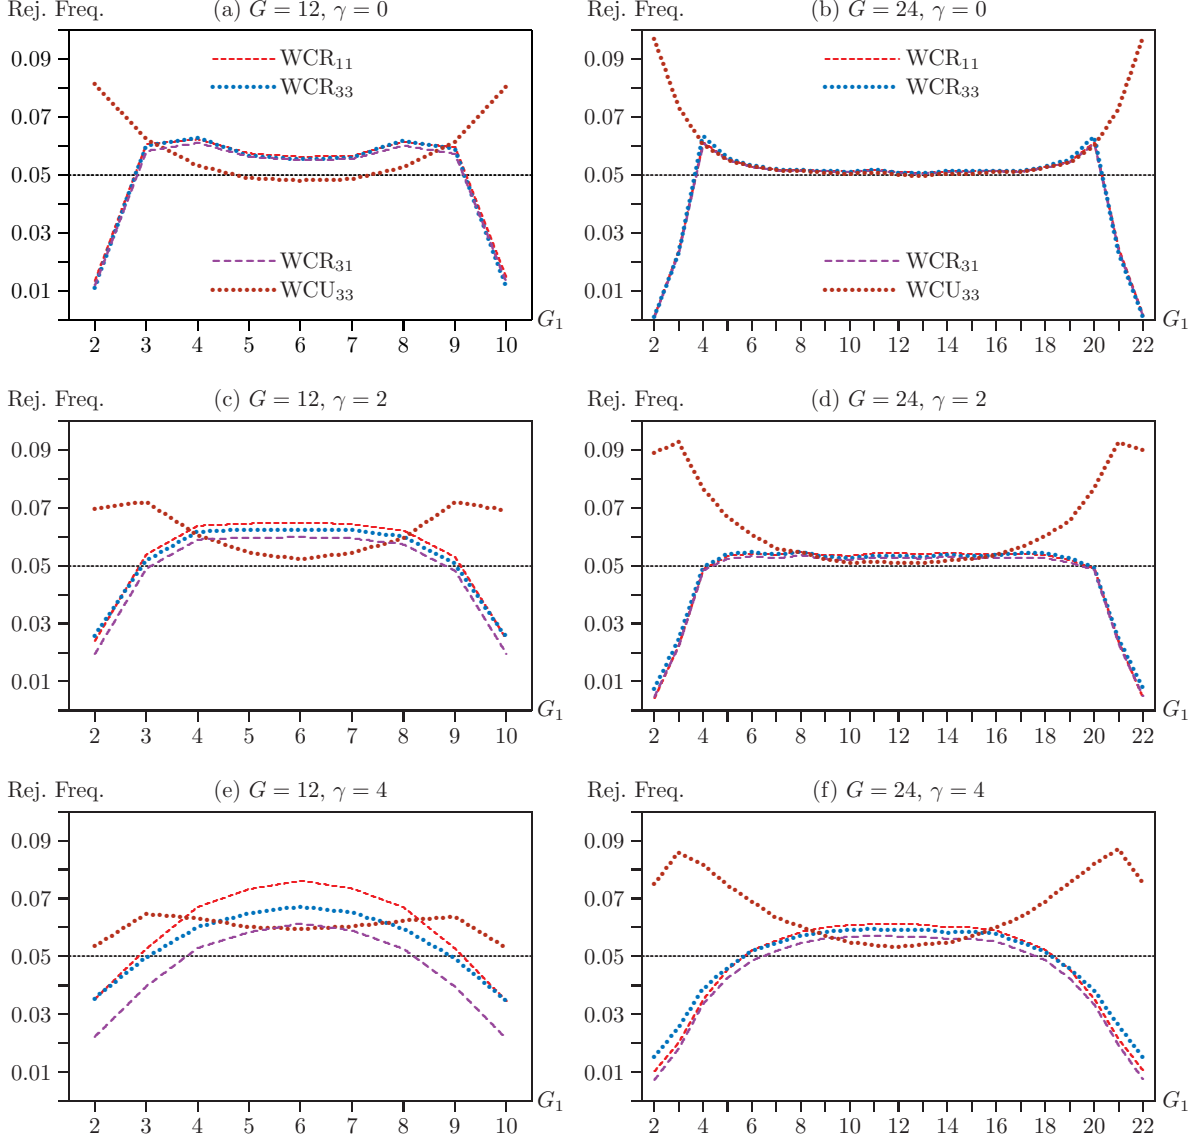 Rej. Freq. (a) G = 12, γ = 0
0.09
0.07
0.05
0.03
0.01
WCR₁₁
WCR₃₃
WCR₃₁
WCU₃₃
G₁
2 3 4 5 6 7 8 9 10
Rej. Freq. (b) G = 24, γ = 0
0.09
0.07
0.05
0.03
0.01
WCR₁₁
WCR₃₃
WCR₃₁
WCU₃₃
G₁
2 4 6 8 10 12 14 16 18 20 22
Rej. Freq. (c) G = 12, γ = 2
0.09
0.07
0.05
0.03
0.01
G₁
2 3 4 5 6 7 8 9 10
Rej. Freq. (d) G = 24, γ = 2
0.09
0.07
0.05
0.03
0.01
G₁
2 4 6 8 10 12 14 16 18 20 22
Rej. Freq. (e) G = 12, γ = 4
0.09
0.07
0.05
0.03
0.01
G₁
2 3 4 5 6 7 8 9 10
Rej. Freq. (f) G = 24, γ = 4
0.09
0.07
0.05
0.03
0.01
G₁
2 4 6 8 10 12 14 16 18 20 22